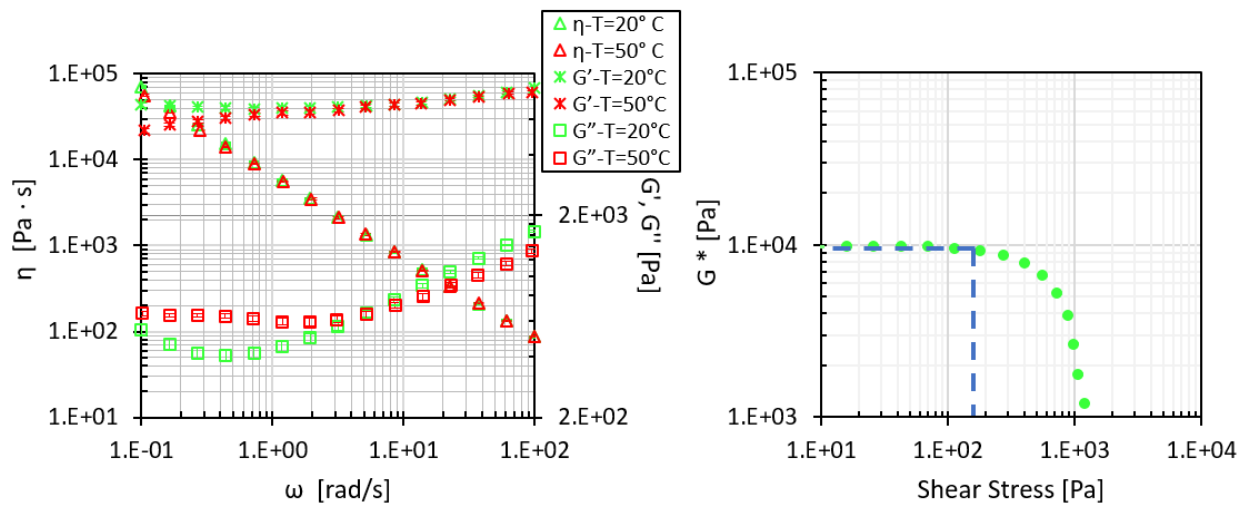 η-T=20° C
η-T=50° C
G’-T=20°C
G’-T=50°C
G’’-T=20°C
G’’-T=50°C
1.E+05
1.E+04
1.E+03
1.E+02
1.E+01
η [Pa · s]
1.E-01
1.E+00
1.E+01
1.E+02
ω [rad/s]
2.E+03
2.E+02
G’, G’’ [Pa]
1.E+05
1.E+04
1.E+03
G * [Pa]
1.E+01
1.E+02
1.E+03
1.E+04
Shear Stress [Pa]